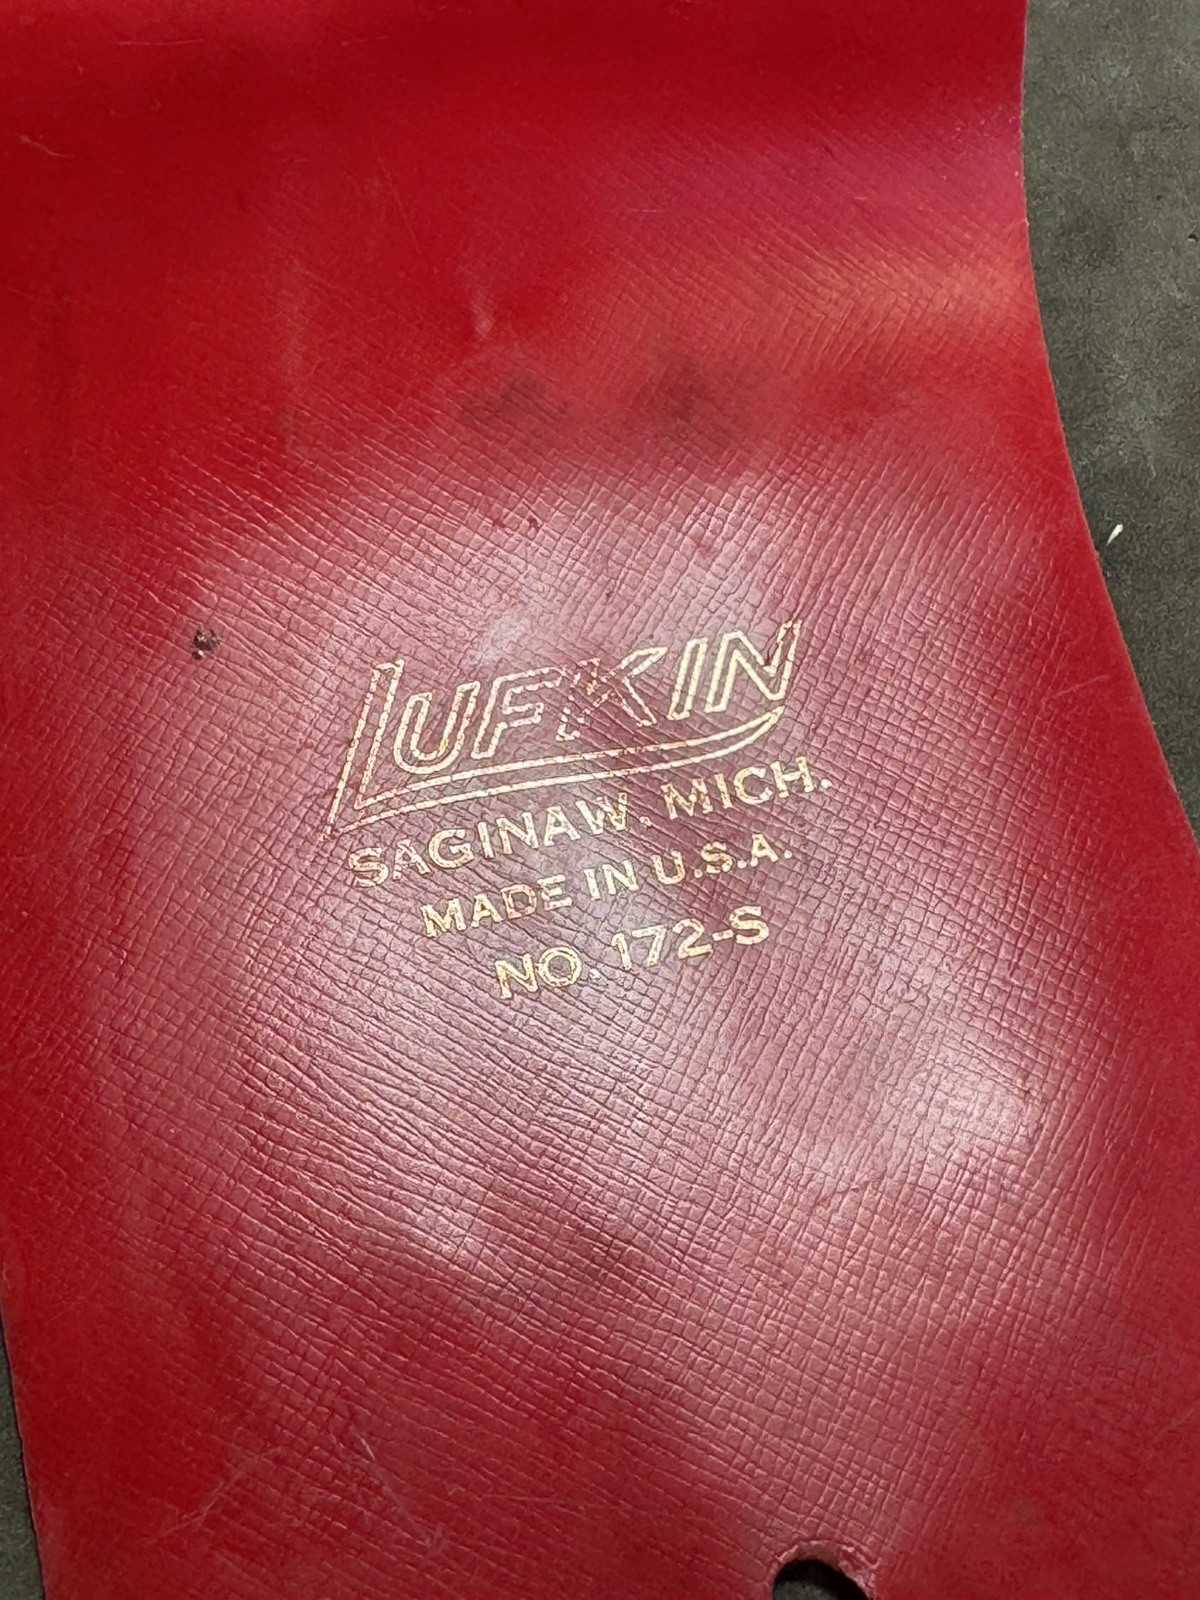 LUFKIN
SAGINAW, MICH.
MADE IN U.S.A.
NO. 172-S